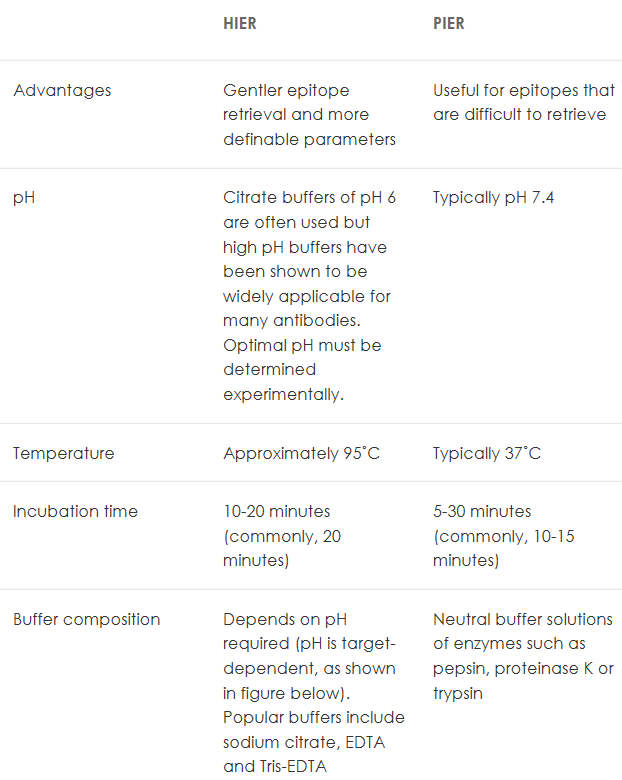 HIER PIER
Advantages
Gentler epitope
retrieval and more
definable parameters
Useful for epitopes that
are difficult to retrieve
pH
Citrate buffers of pH 6
are often used but
high pH buffers have
been shown to be
widely applicable for
many antibodies.
Optimal pH must be
determined
experimentally.
Typically pH 7.4
Temperature
Approximately 95˚C
Typically 37˚C
Incubation time
10-20 minutes
(commonly, 20
minutes)
5-30 minutes
(commonly, 10-15
minutes)
Buffer composition
Depends on pH
required (pH is target-
dependent, as shown
in figure below).
Popular buffers include
sodium citrate, EDTA
and Tris-EDTA
Neutral buffer solutions
of enzymes such as
pepsin, proteinase K or
trypsin